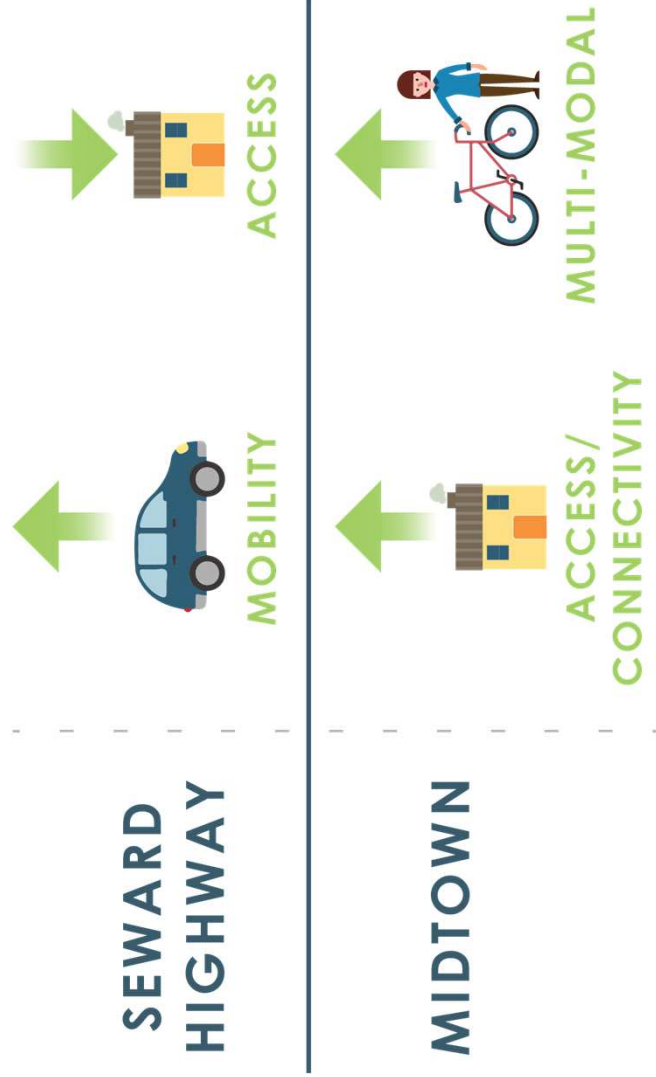 SEWARD
HIGHWAY
MOBILITY
ACCESS
MIDTOWN
ACCESS/
CONNECTIVITY
MULTI-MODAL